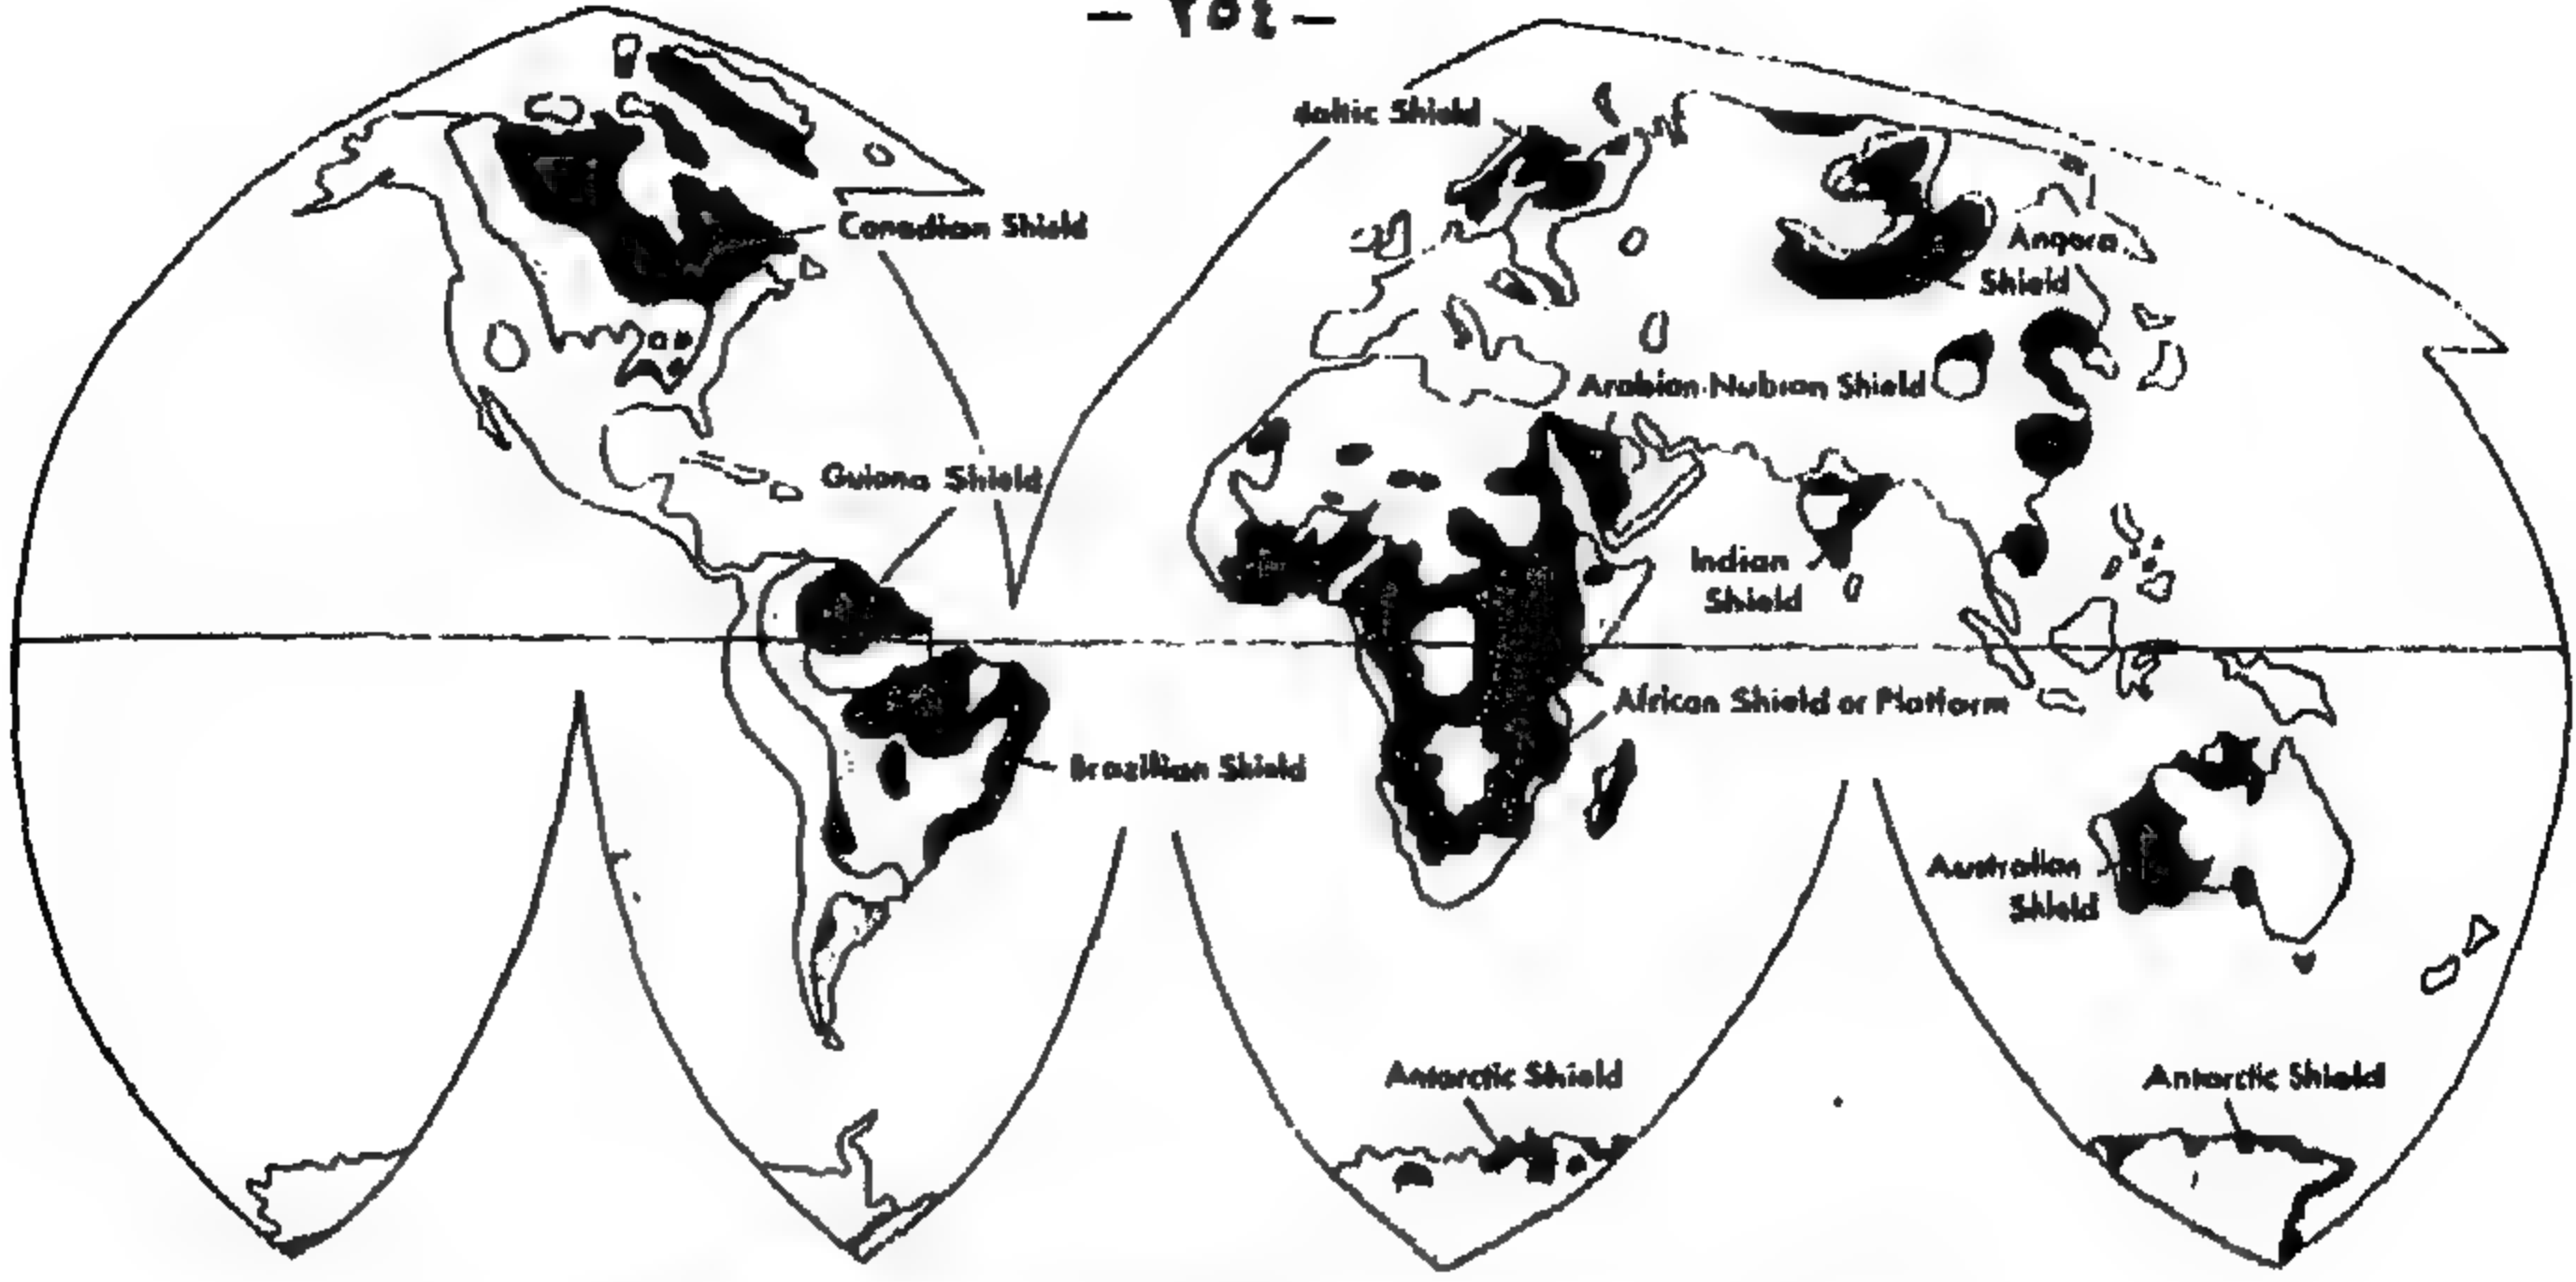 – ٢٥٤ –
Baltic Shield
Canadian Shield
Angara
Shield
Arabian-Nubian Shield
Guiana Shield
Indian
Shield
African Shield or Platform
Brazilian Shield
Australian
Shield
Antarctic Shield
Antarctic Shield